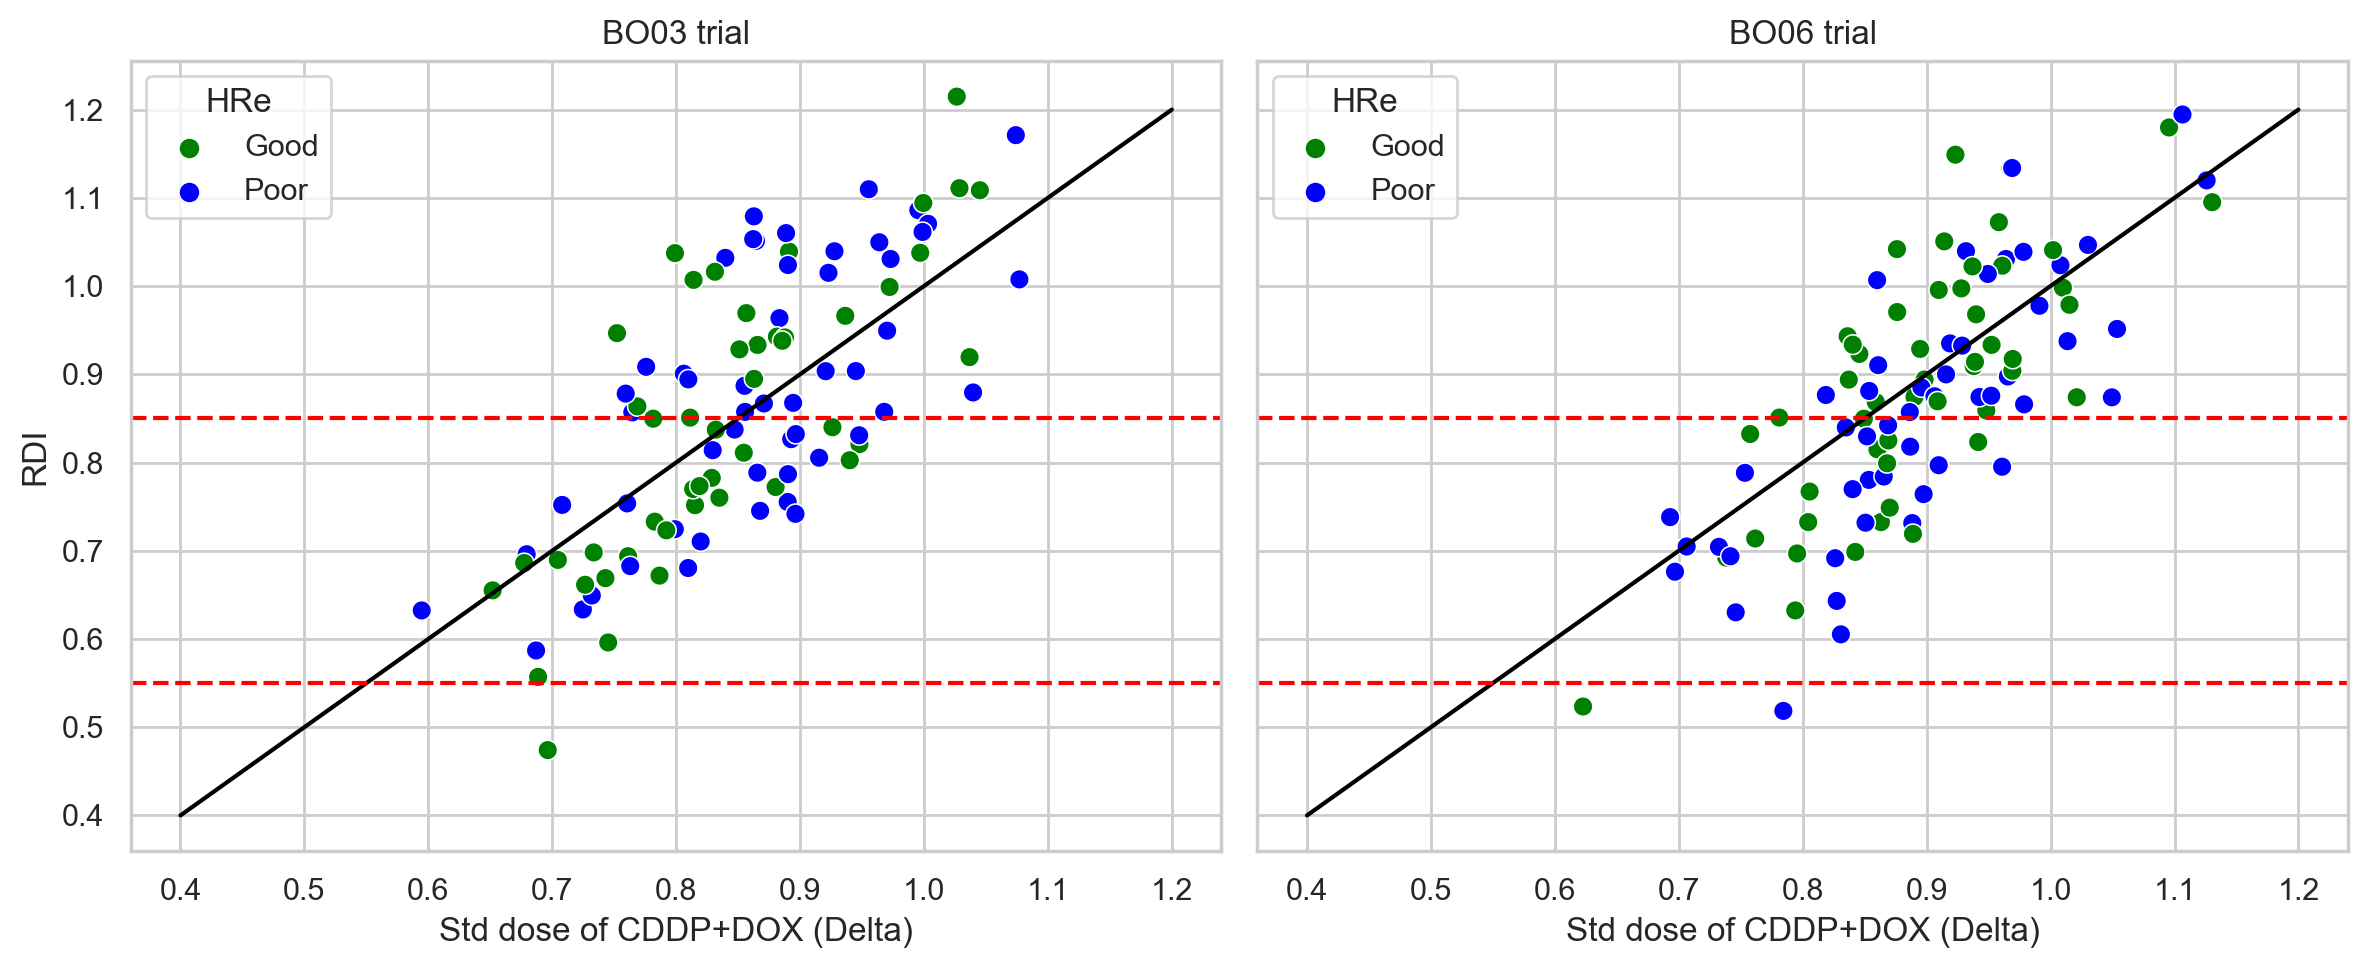 BO03 trial
HRe
Good
Poor
RDI
1.2
1.1
1.0
0.9
0.8
0.7
0.6
0.5
0.4
0.4 0.5 0.6 0.7 0.8 0.9 1.0 1.1 1.2
Std dose of CDDP+DOX (Delta)
BO06 trial
HRe
Good
Poor
0.4 0.5 0.6 0.7 0.8 0.9 1.0 1.1 1.2
Std dose of CDDP+DOX (Delta)